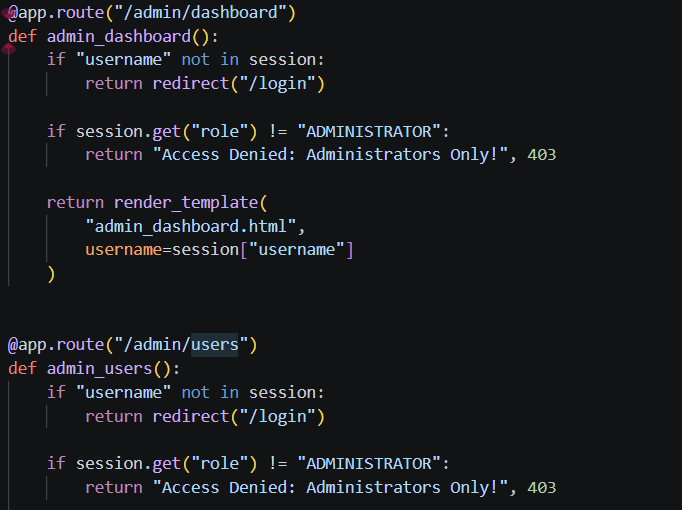 @app.route("/admin/dashboard")
def admin_dashboard():
    if "username" not in session:
        return redirect("/login")

    if session.get("role") != "ADMINISTRATOR":
        return "Access Denied: Administrators Only!", 403

    return render_template(
        "admin_dashboard.html",
        username=session["username"]
    )


@app.route("/admin/users")
def admin_users():
    if "username" not in session:
        return redirect("/login")

    if session.get("role") != "ADMINISTRATOR":
        return "Access Denied: Administrators Only!", 403